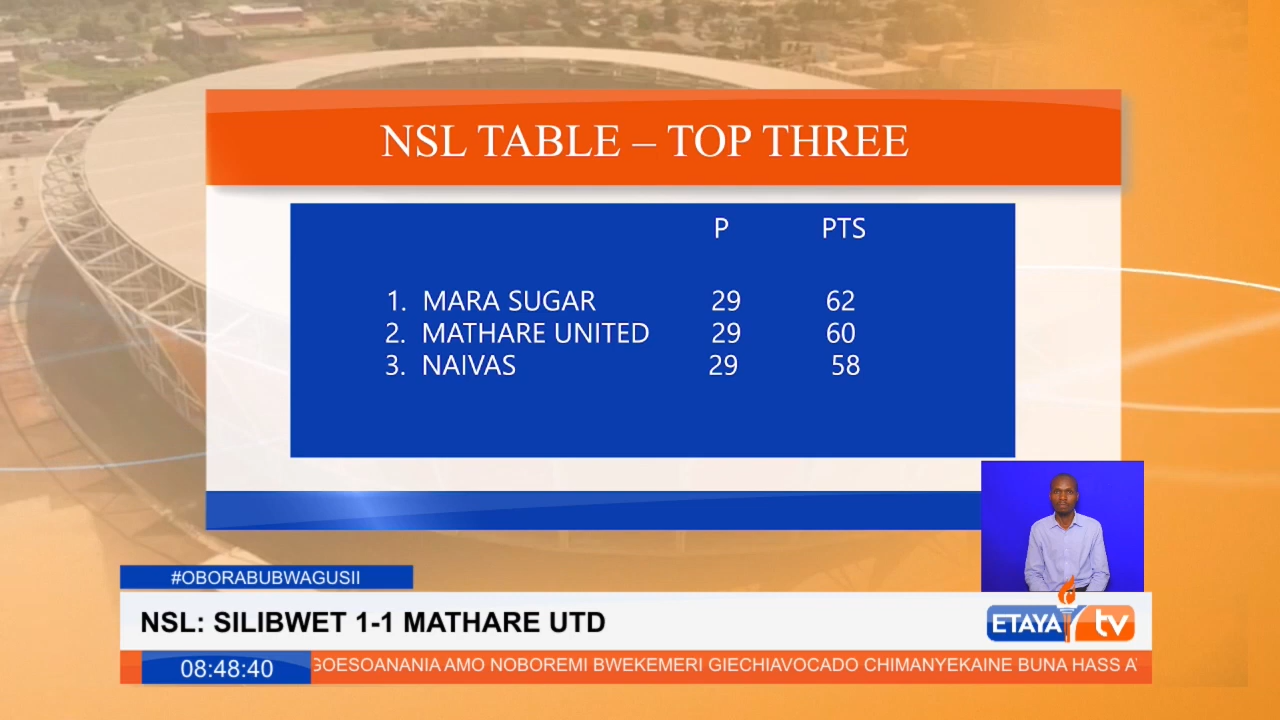 NSL TABLE – TOP THREE
P PTS
1. MARA SUGAR 29 62
2. MATHARE UNITED 29 60
3. NAIVAS 29 58
#OBORABUBWAGUSII
NSL: SILIBWET 1-1 MATHARE UTD
ETAYA tv
08:48:40
GOESOANANIA AMO NOBOREMI BWEKEMERI GIECHIAVOCADO CHIMANYEKAINE BUNA HASS